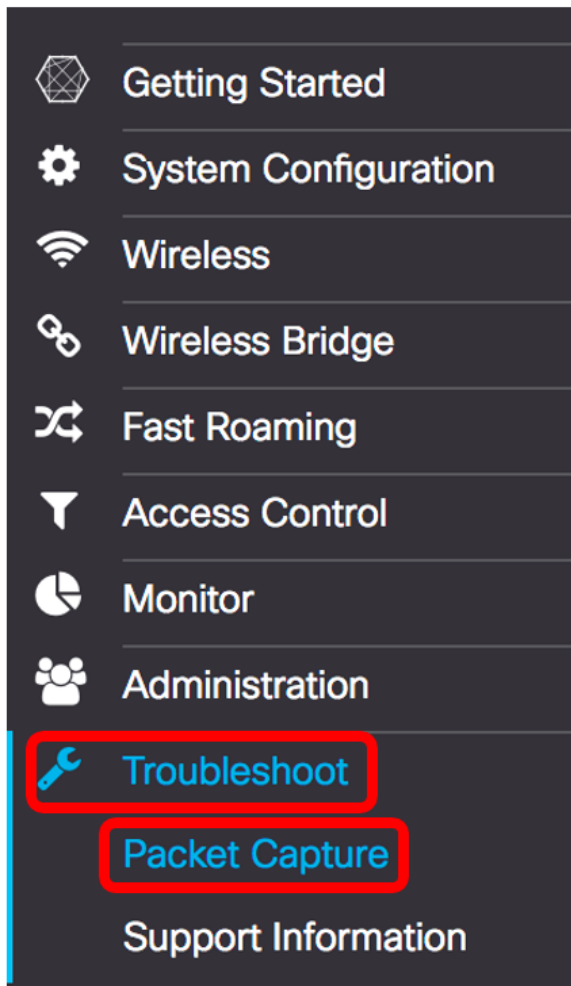 Getting Started
System Configuration
Wireless
Wireless Bridge
Fast Roaming
Access Control
Monitor
Administration
Troubleshoot
Packet Capture
Support Information